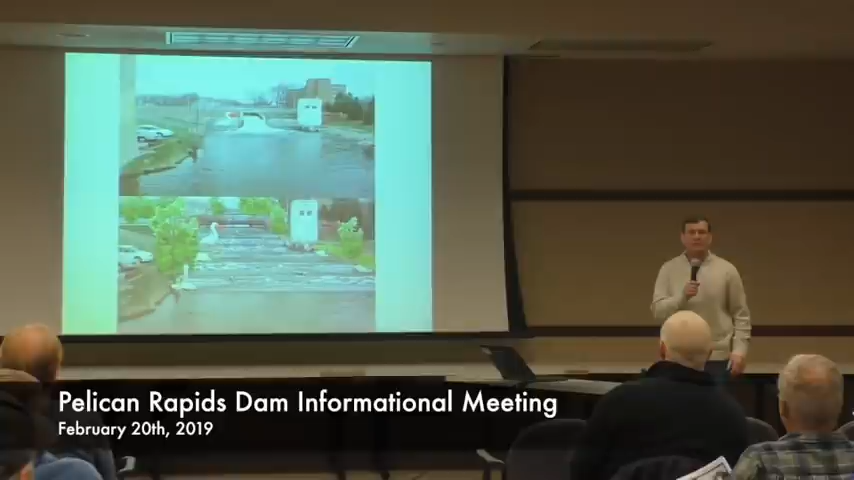 Pelican Rapids Dam Informational Meeting
February 20th, 2019